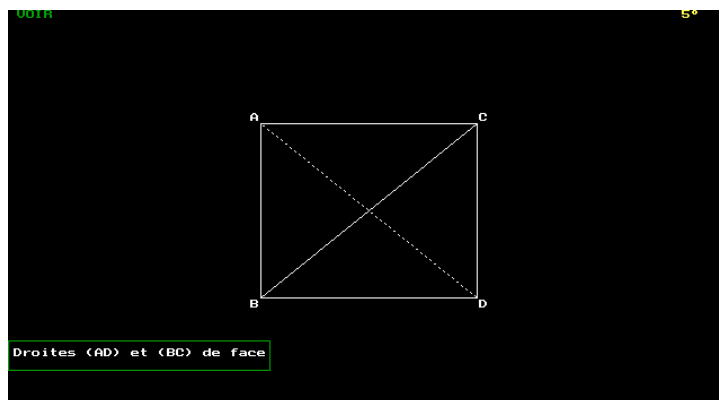 VOIR 5°
A C
B D
Droites (AD) et (BC) de face